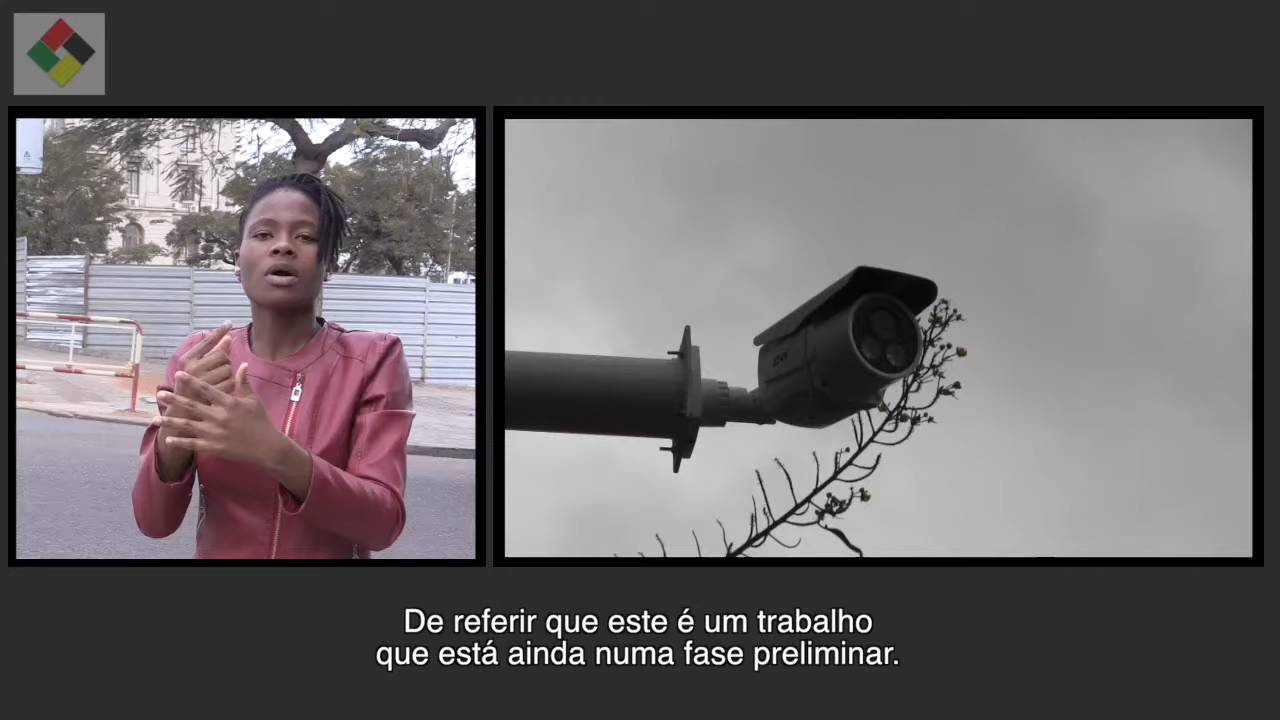 De referir que este é um trabalho
que está ainda numa fase preliminar.